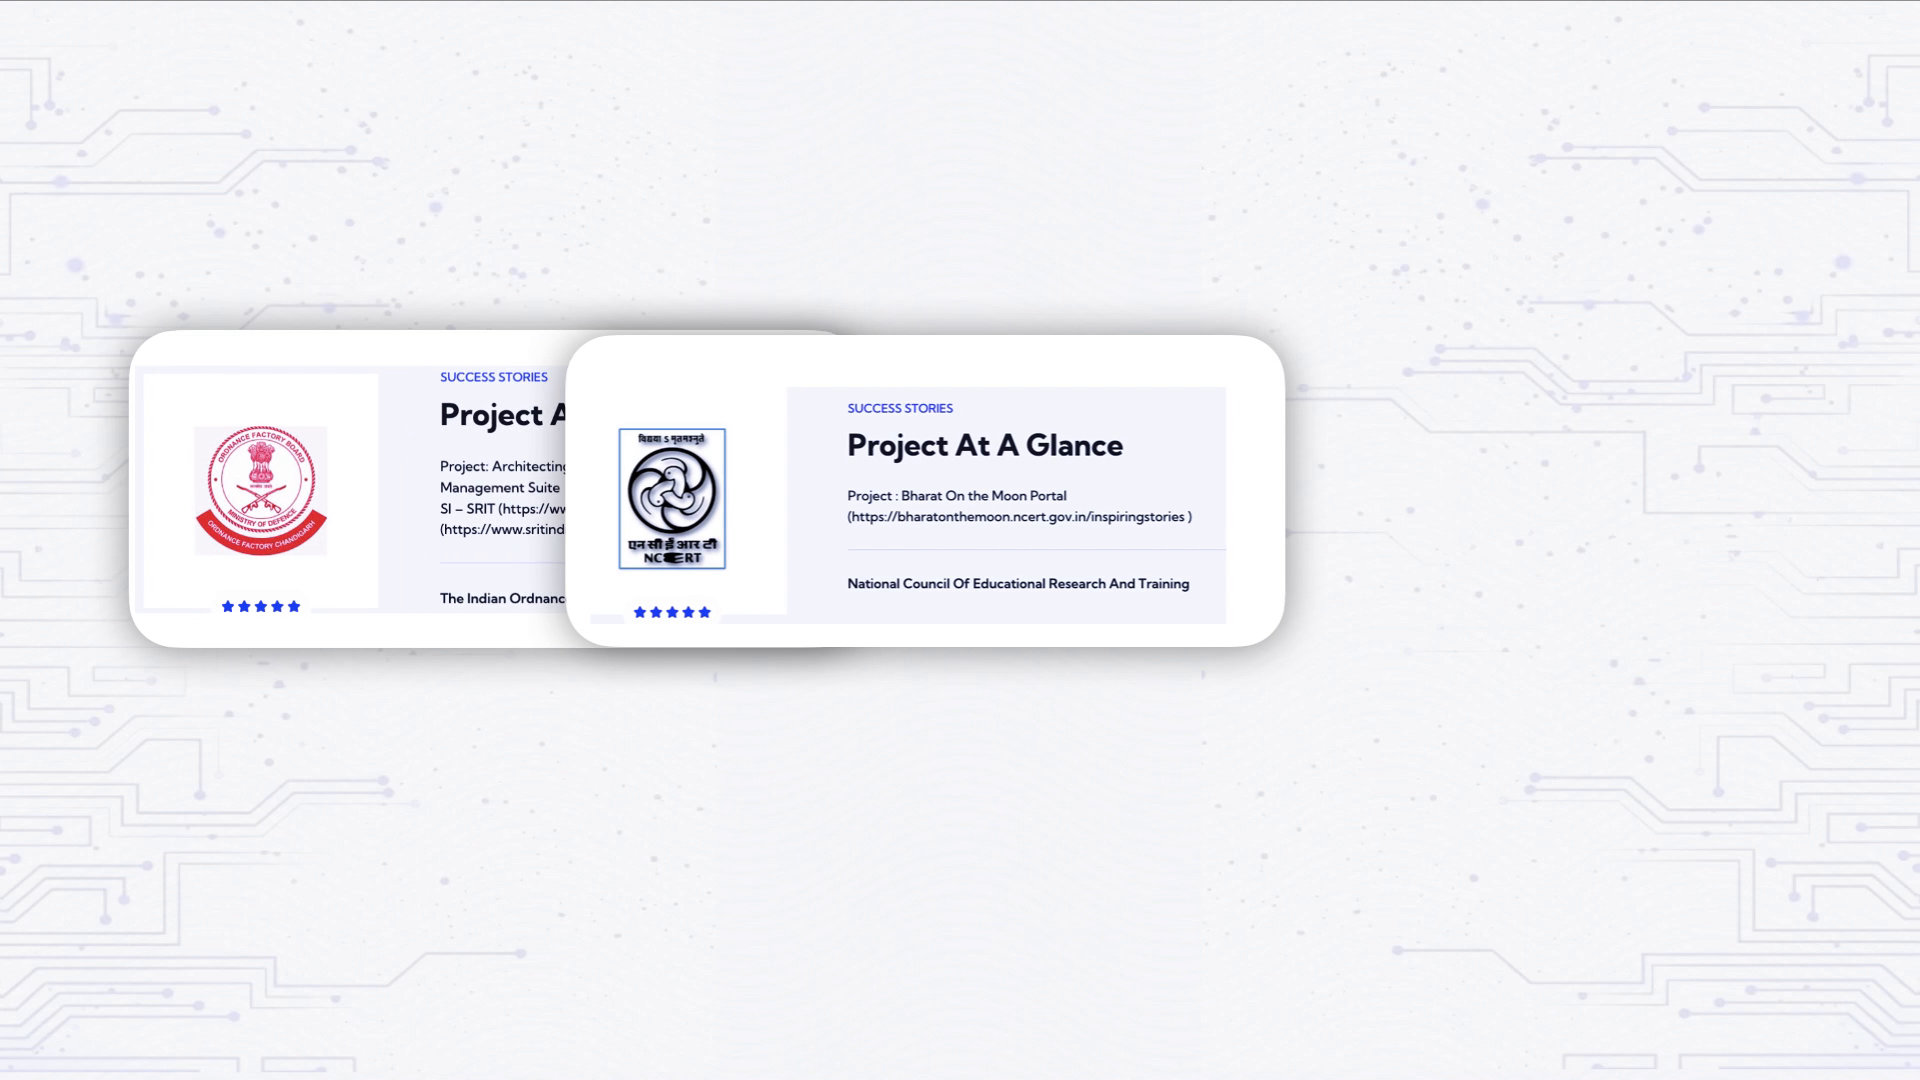 ORDNANCE FACTORY BOARD
MINISTRY OF DEFENCE
ORDNANCE FACTORY CHANDIGARH
SUCCESS STORIES
Project A
Project: Architecting
Management Suite
SI – SRIT (https://ww
(https://www.sritind
The Indian Ordnanc
विद्यया ऽ मृतमश्नुते
एन सी ई आर टी
NCERT
SUCCESS STORIES
Project At A Glance
Project : Bharat On the Moon Portal
(https://bharatonthemoon.ncert.gov.in/inspiringstories )
National Council Of Educational Research And Training